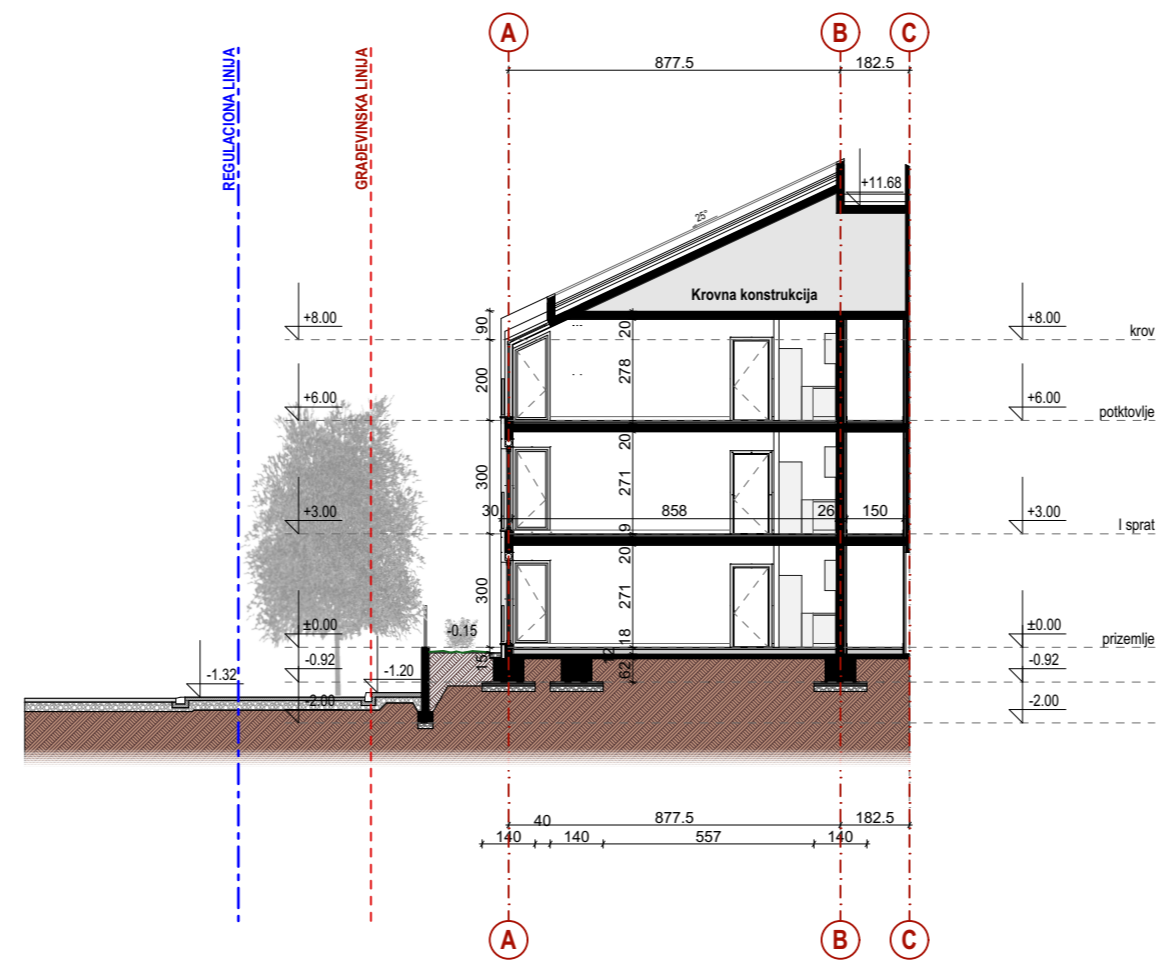 A B C
877.5 182.5
REGULACIONA LINIJA
GRAĐEVINSKA LINIJA
+11.68
25°
Krovna konstrukcija
+8.00 90 20 +8.00 krov
200 278
+6.00 +6.00 potktovlje
20
300 271
+3.00 30 858 26 150 +3.00 I sprat
9
20
300 271
±0.00 -0.15 18 ±0.00 prizemlje
-0.92 15 12 -0.92
-1.32 -1.20 62
-2.00 -2.00
877.5 182.5
40
140 140 557 140
A B C